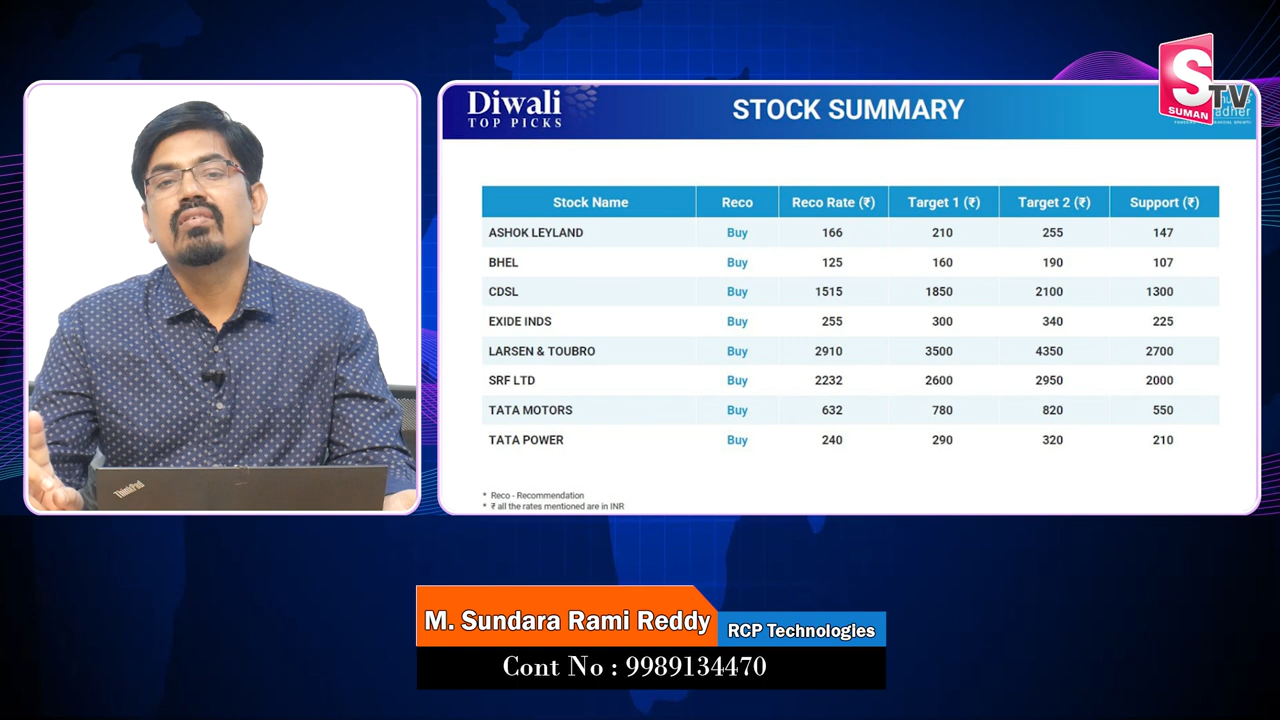 Diwali
TOP PICKS
STOCK SUMMARY
S
TV
SUMAN
Stock Name Reco Reco Rate (₹) Target 1 (₹) Target 2 (₹) Support (₹)
ASHOK LEYLAND Buy 166 210 255 147
BHEL Buy 125 160 190 107
CDSL Buy 1515 1850 2100 1300
EXIDE INDS Buy 255 300 340 225
LARSEN & TOUBRO Buy 2910 3500 4350 2700
SRF LTD Buy 2232 2600 2950 2000
TATA MOTORS Buy 632 780 820 550
TATA POWER Buy 240 290 320 210
* Reco - Recommendation
* ₹ all the rates mentioned are in INR
ThinkPad
M. Sundara Rami Reddy
RCP Technologies
Cont No : 9989134470